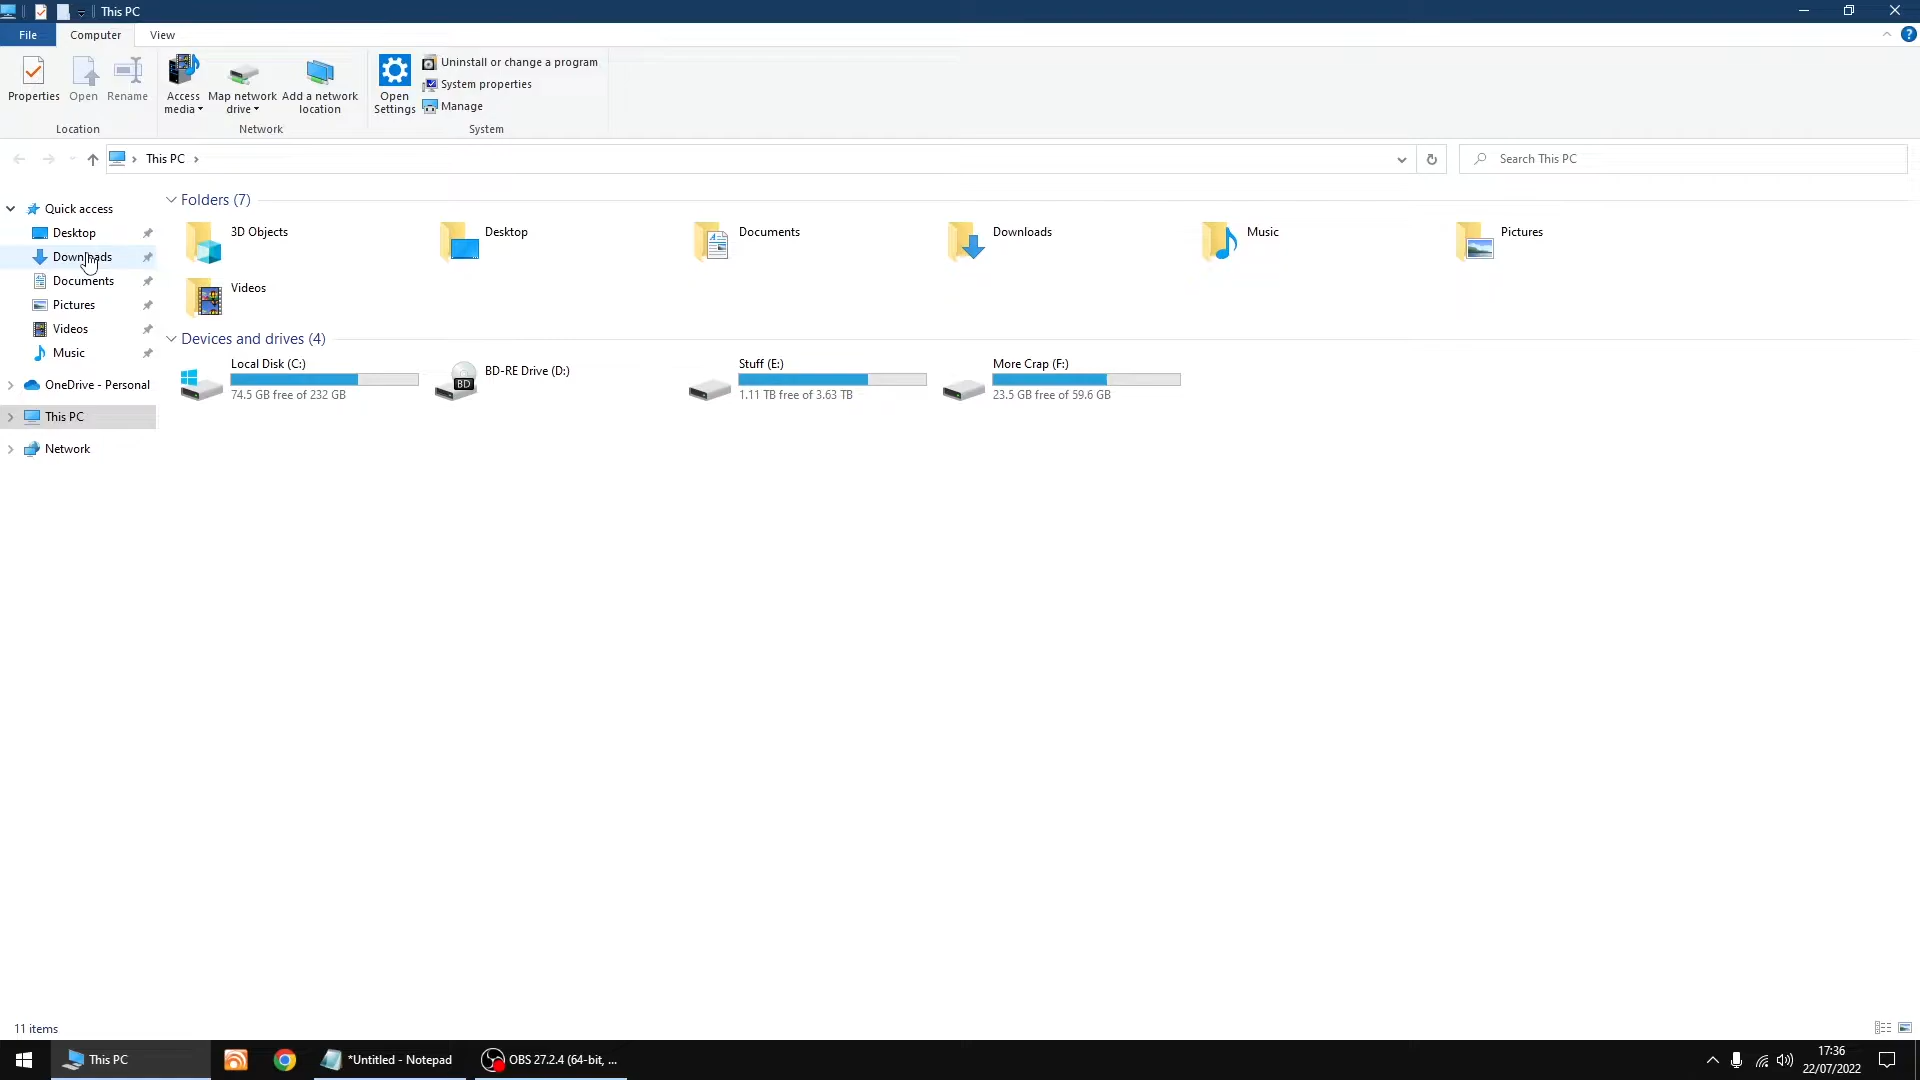 This PC
File
Computer
View
Properties
Open
Rename
Access
media
Map network
drive
Add a network
location
Open
Settings
Uninstall or change a program
System properties
Manage
Location
Network
System
This PC
Search This PC
Quick access
Desktop
Downloads
Documents
Pictures
Videos
Music
OneDrive - Personal
This PC
Network
Folders (7)
3D Objects
Desktop
Documents
Downloads
Music
Pictures
Videos
Devices and drives (4)
Local Disk (C:)
74.5 GB free of 232 GB
BD
BD-RE Drive (D:)
Stuff (E:)
1.11 TB free of 3.63 TB
More Crap (F:)
23.5 GB free of 59.6 GB
11 items
This PC
*Untitled - Notepad
OBS 27.2.4 (64-bit, ...
17:36
22/07/2022